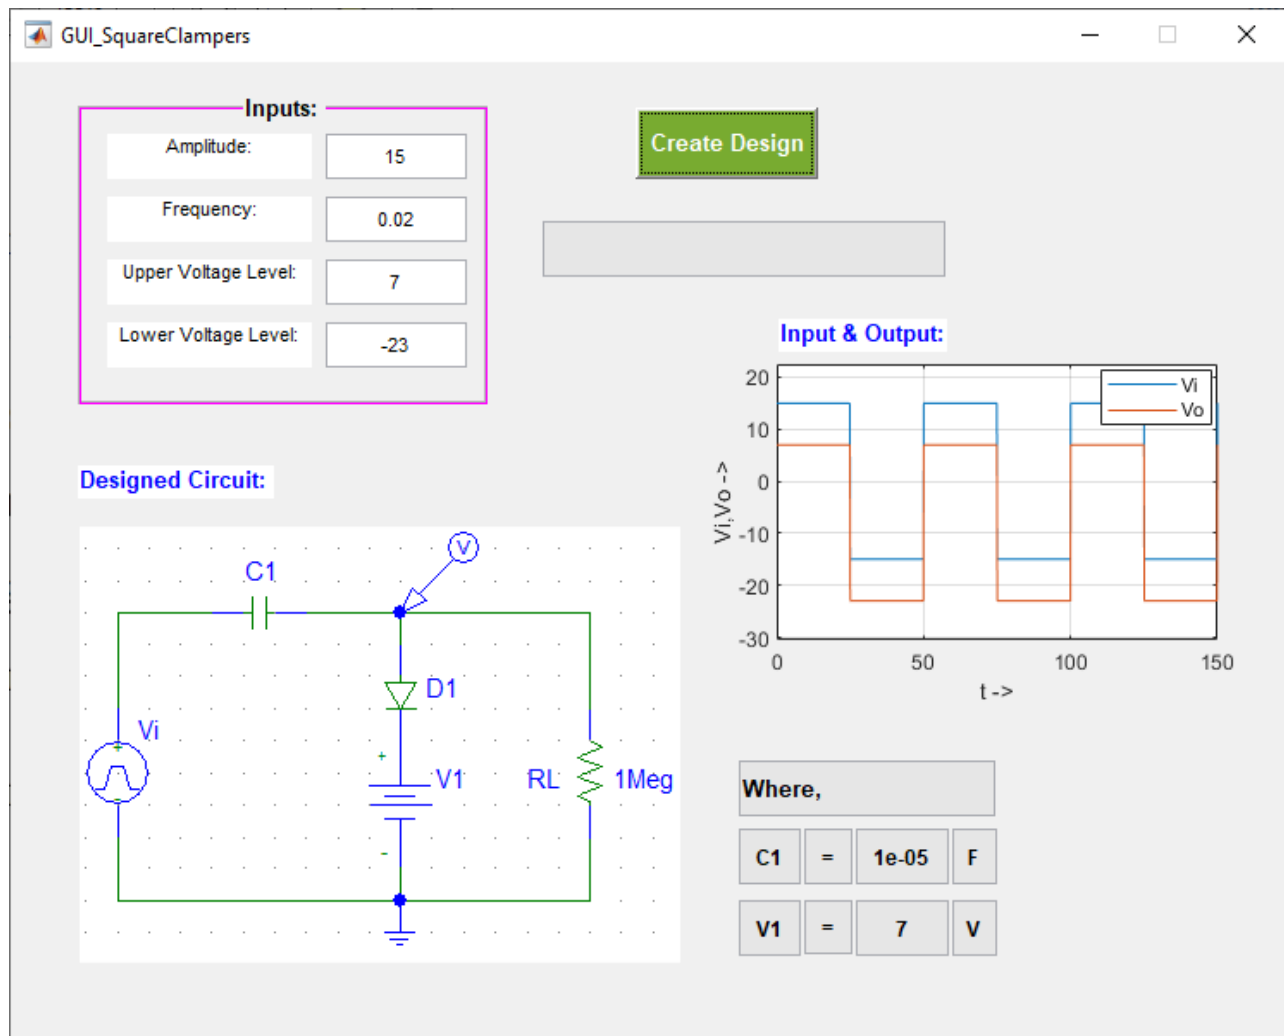 GUI_SquareClampers
Inputs:
Amplitude:
15
Frequency:
0.02
Upper Voltage Level:
7
Lower Voltage Level:
-23
Create Design
Input & Output:
20
10
0
-10
-20
-30
0
50
100
150
Vi,Vo ->
t ->
Vi
Vo
Designed Circuit:
V
C1
D1
Vi
+
-
+
V1
-
RL
1Meg
Where,
C1 = 1e-05 F
V1 = 7 V